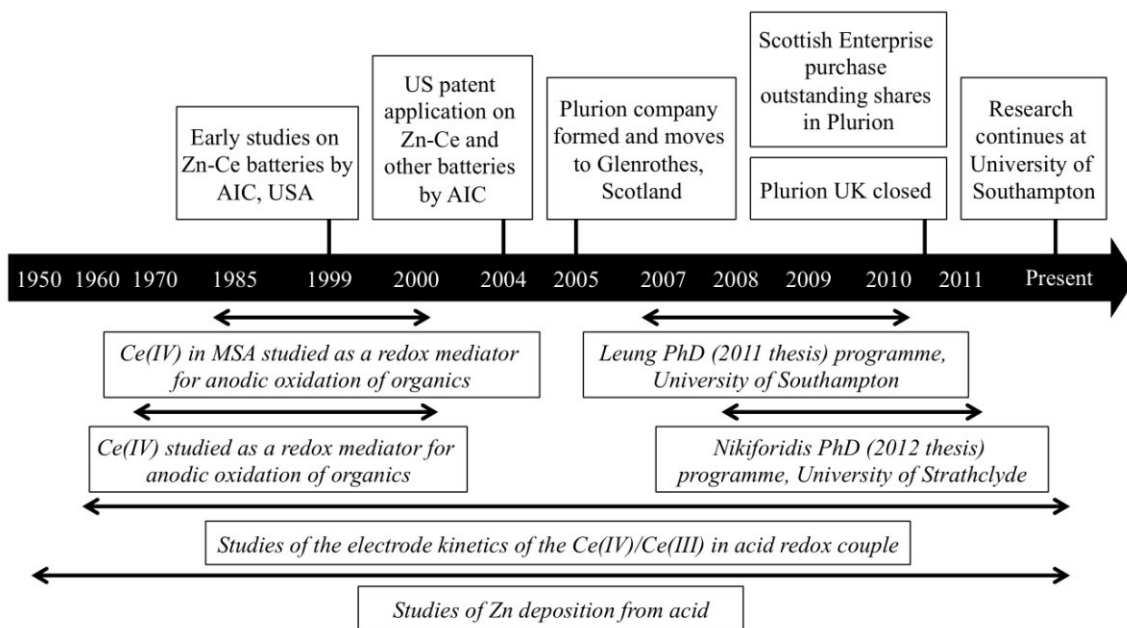 Early studies on
Zn-Ce batteries by
AIC, USA
US patent
application on
Zn-Ce and
other batteries
by AIC
Plurion company
formed and moves
to Glenrothes,
Scotland
Scottish Enterprise
purchase
outstanding shares
in Plurion
Plurion UK closed
Research
continues at
University of
Southampton
1950 1960 1970 1985 1999 2000 2004 2005 2007 2008 2009 2010 2011 Present
Ce(IV) in MSA studied as a redox mediator
for anodic oxidation of organics
Leung PhD (2011 thesis) programme,
University of Southampton
Ce(IV) studied as a redox mediator for
anodic oxidation of organics
Nikiforidis PhD (2012 thesis)
programme, University of Strathclyde
Studies of the electrode kinetics of the Ce(IV)/Ce(III) in acid redox couple
Studies of Zn deposition from acid